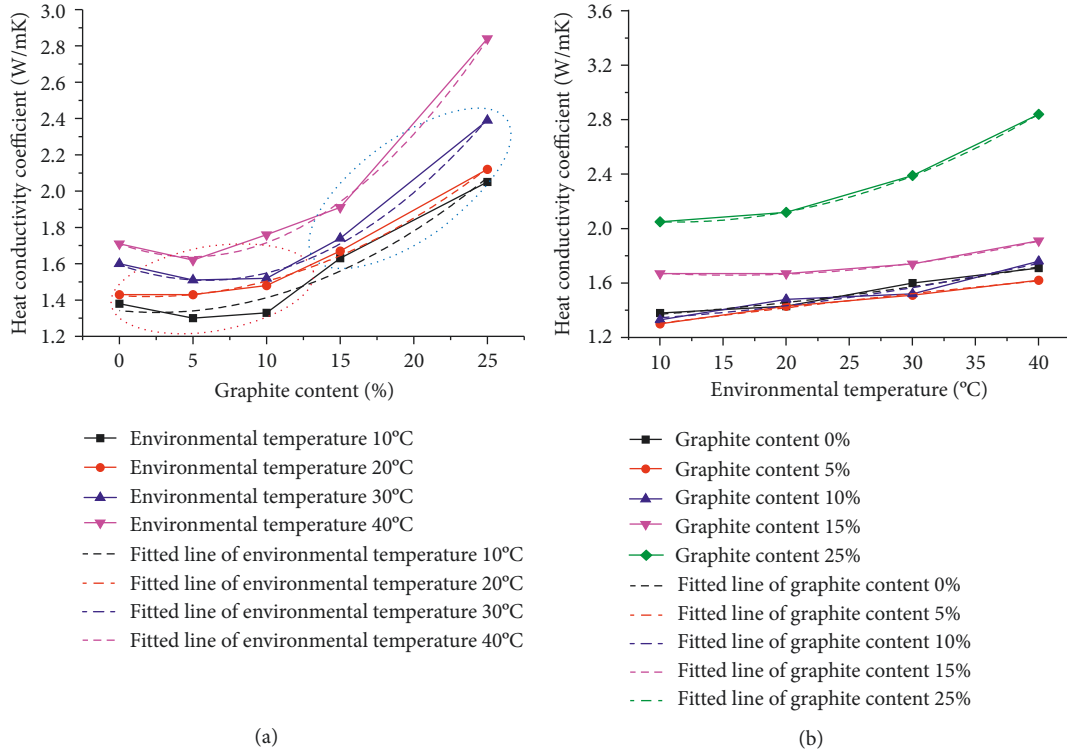 3.0
2.8
2.6
2.4
2.2
2.0
1.8
1.6
1.4
1.2
Heat conductivity coefficient (W/mK)
0 5 10 15 20 25
Graphite content (%)
Environmental temperature 10ºC
Environmental temperature 20ºC
Environmental temperature 30ºC
Environmental temperature 40ºC
Fitted line of environmental temperature 10ºC
Fitted line of environmental temperature 20ºC
Fitted line of environmental temperature 30ºC
Fitted line of environmental temperature 40ºC
(a)
3.6
3.2
2.8
2.4
2.0
1.6
1.2
Heat conductivity coefficient (W/mK)
10 15 20 25 30 35 40
Environmental temperature (ºC)
Graphite content 0%
Graphite content 5%
Graphite content 10%
Graphite content 15%
Graphite content 25%
Fitted line of graphite content 0%
Fitted line of graphite content 5%
Fitted line of graphite content 10%
Fitted line of graphite content 15%
Fitted line of graphite content 25%
(b)